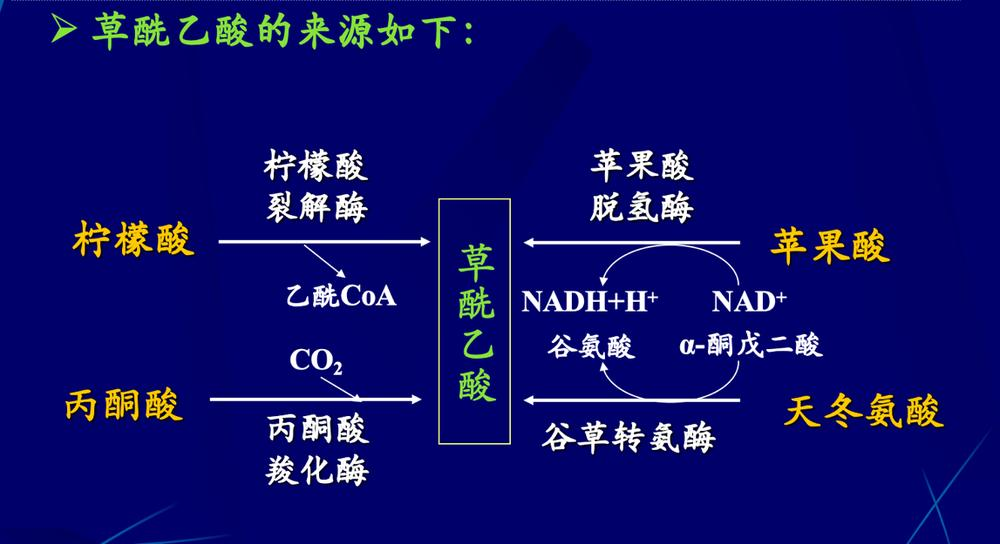 ➢ 草酰乙酸的来源如下：
柠檬酸
裂解酶
柠檬酸
乙酰CoA
CO₂
丙酮酸
丙酮酸
羧化酶
草
酰
乙
酸
苹果酸
脱氢酶
苹果酸
NADH+H⁺
NAD⁺
谷氨酸
α-酮戊二酸
天冬氨酸
谷草转氨酶